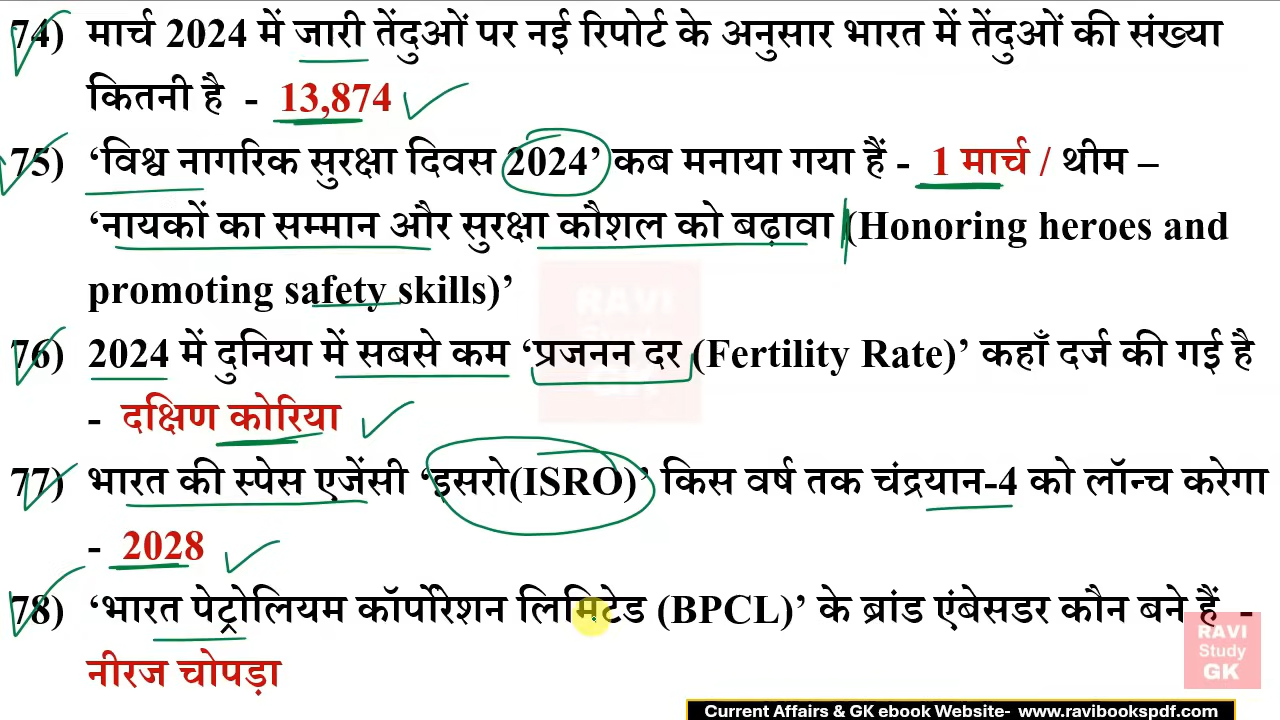 74) मार्च 2024 में जारी तेंदुओं पर नई रिपोर्ट के अनुसार भारत में तेंदुओं की संख्या
कितनी है - 13,874
75) ‘विश्व नागरिक सुरक्षा दिवस 2024’ कब मनाया गया हैं - 1 मार्च / थीम –
‘नायकों का सम्मान और सुरक्षा कौशल को बढ़ावा (Honoring heroes and
promoting safety skills)’
76) 2024 में दुनिया में सबसे कम ‘प्रजनन दर (Fertility Rate)’ कहाँ दर्ज की गई है
- दक्षिण कोरिया
77) भारत की स्पेस एजेंसी ‘इसरो(ISRO)’ किस वर्ष तक चंद्रयान-4 को लॉन्च करेगा
- 2028
78) ‘भारत पेट्रोलियम कॉर्पोरेशन लिमिटेड (BPCL)’ के ब्रांड एंबेसडर कौन बने हैं -
नीरज चोपड़ा
RAVI
Study
GK
RAVI
Study
GK
Current Affairs & GK ebook Website- www.ravibookspdf.com